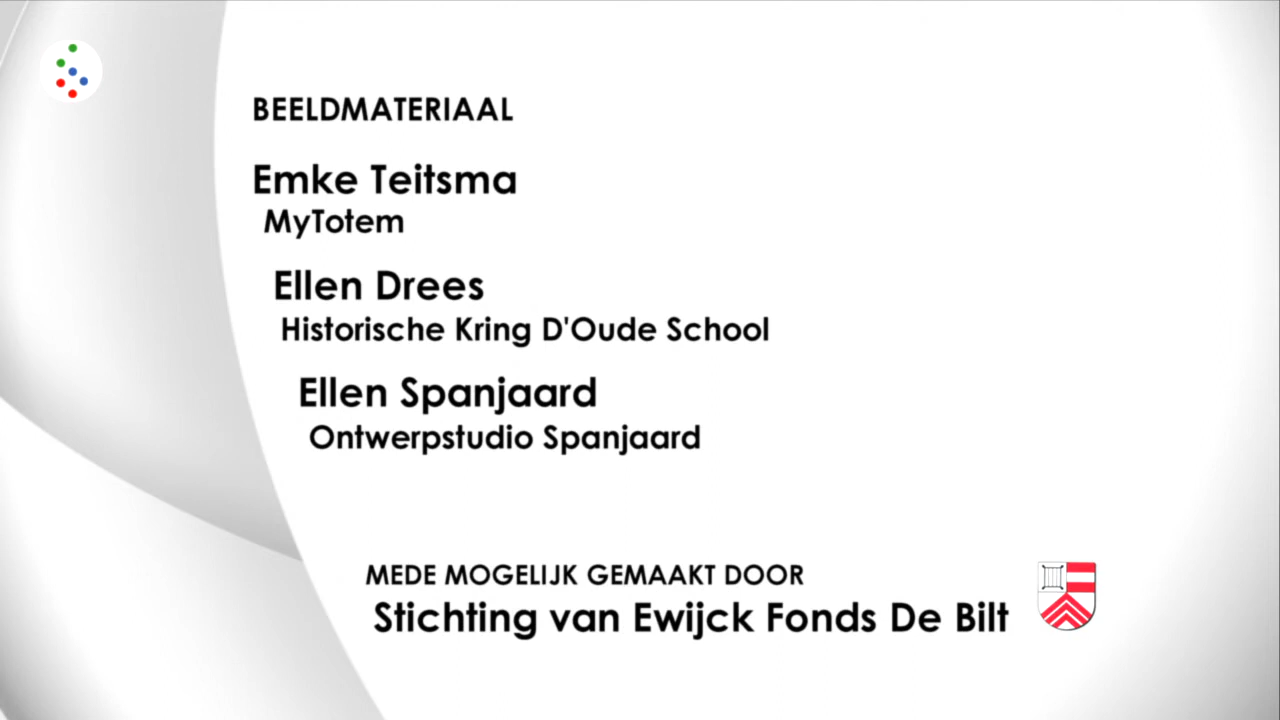 BEELDMATERIAAL
Emke Teitsma
MyTotem
Ellen Drees
Historische Kring D'Oude School
Ellen Spanjaard
Ontwerpstudio Spanjaard
MEDE MOGELIJK GEMAAKT DOOR
Stichting van Ewijck Fonds De Bilt